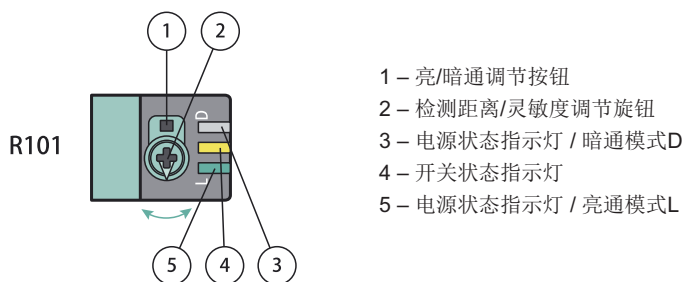 1 2
R101
D
L
5 4 3
1 – 亮/暗通调节按钮
2 – 检测距离/灵敏度调节旋钮
3 – 电源状态指示灯 / 暗通模式D
4 – 开关状态指示灯
5 – 电源状态指示灯 / 亮通模式L